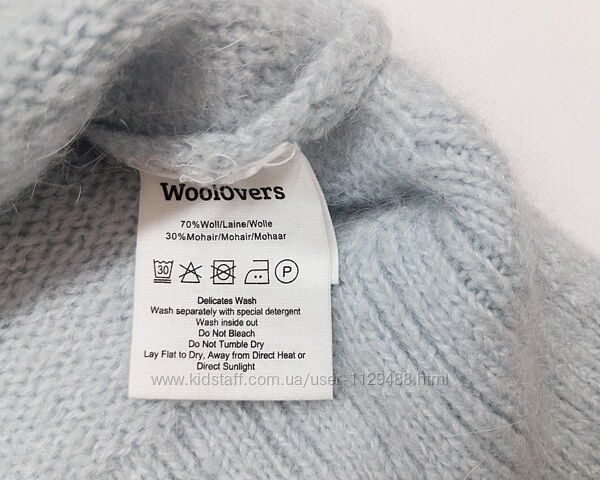 WoolOvers
70%Woll/Laine/Wolle
30%Mohair/Mohair/Mohaar
30 P
Delicates Wash
Wash separately with special detergent
Wash inside out
Do Not Bleach
Do Not Tumble Dry
Lay Flat to Dry, Away from Direct Heat or
Direct Sunlight
www.kidstaff.com.ua/user-1129488.html